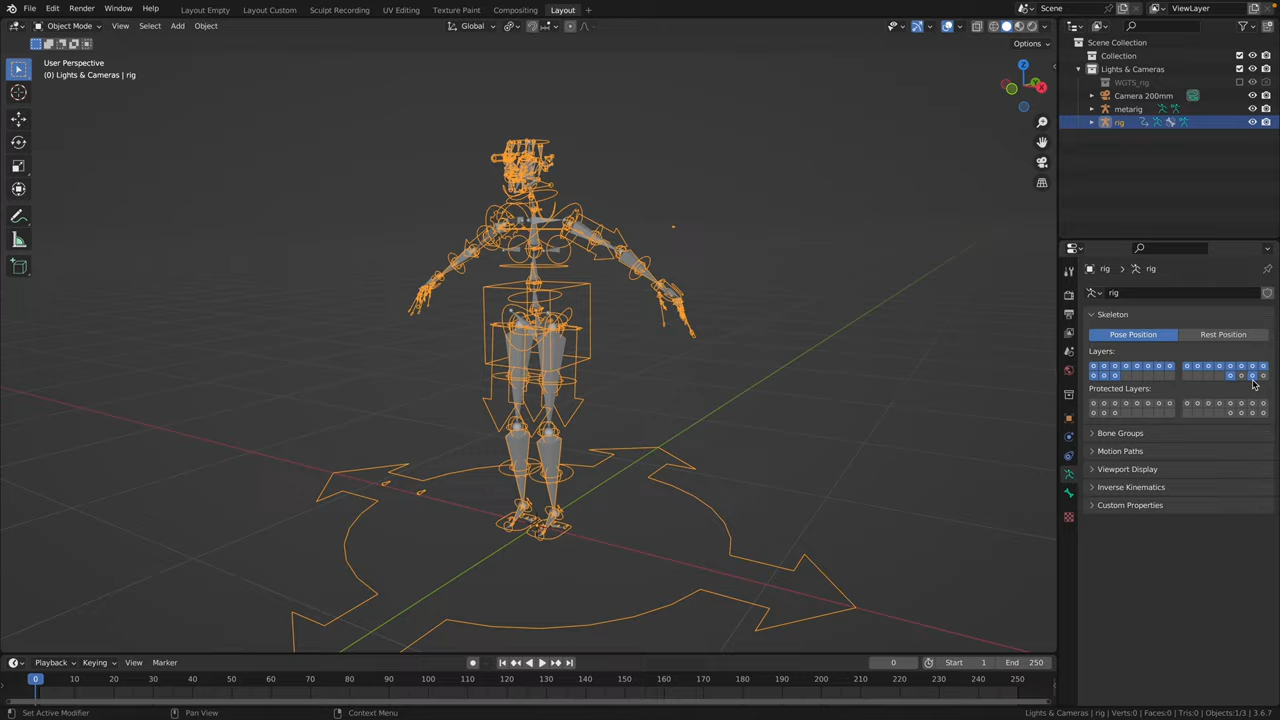 File Edit Render Window Help Texture Empty Layout Custom Sculpt Recording UV Editing Texture Paint Compositing Layout + Scene ViewLayer
Object Mode View Select Add Object Global
Options
User Perspective
(0) Lights & Cameras | rig
Z
X
Scene Collection
Collection
Lights & Cameras
WGTS_rig
Camera 200mm
metarig
rig
rig > rig
rig
Skeleton
Pose Position Rest Position
Layers:
Protected Layers:
Bone Groups
Motion Paths
Viewport Display
Inverse Kinematics
Custom Properties
Playback Keying View Marker 0 Start 1 End 250
0 10 20 30 40 50 60 70 80 90 100 110 120 130 140 150 160 170 180 190 200 210 220 230 240 250
Set Active Modifier Pan View Context Menu Lights & Cameras | rig | Verts:0 | Faces:0 | Tris:0 | Objects:1/3 | 3.6.7